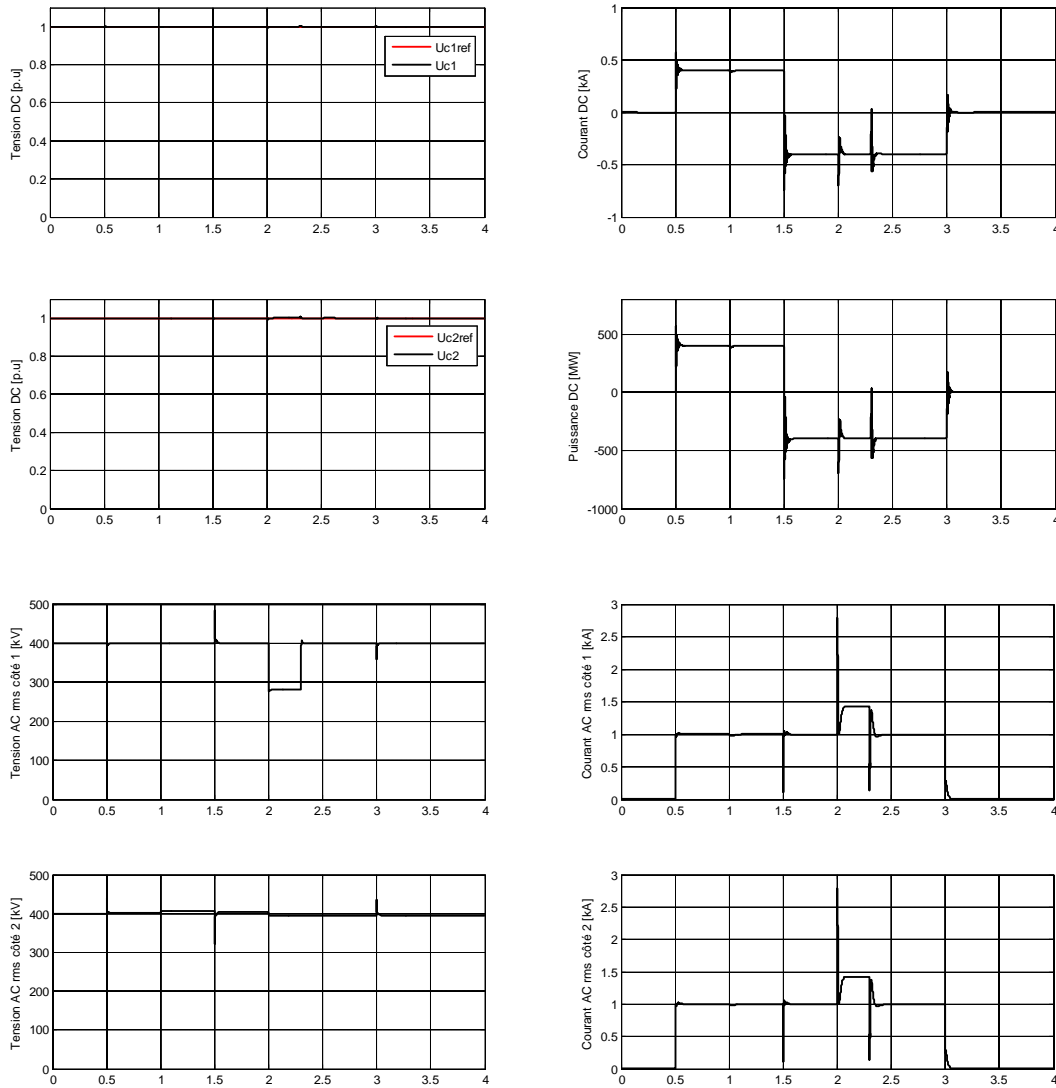 Tension DC [p.u]
1
0.8
0.6
0.4
0.2
0
0 0.5 1 1.5 2 2.5 3 3.5 4
Uc1ref
Uc1
Courant DC [kA]
1
0.5
0
-0.5
-1
0 0.5 1 1.5 2 2.5 3 3.5 4
Tension DC [p.u]
1
0.8
0.6
0.4
0.2
0
0 0.5 1 1.5 2 2.5 3 3.5 4
Uc2ref
Uc2
Puissance DC [MW]
500
0
-500
-1000
0 0.5 1 1.5 2 2.5 3 3.5 4
Tension AC rms côté 1 [kV]
500
400
300
200
100
0
0 0.5 1 1.5 2 2.5 3 3.5 4
Courant AC rms côté 1 [kA]
3
2.5
2
1.5
1
0.5
0
0 0.5 1 1.5 2 2.5 3 3.5 4
Tension AC rms côté 2 [kV]
500
400
300
200
100
0
0 0.5 1 1.5 2 2.5 3 3.5 4
Courant AC rms côté 2 [kA]
3
2.5
2
1.5
1
0.5
0
0 0.5 1 1.5 2 2.5 3 3.5 4